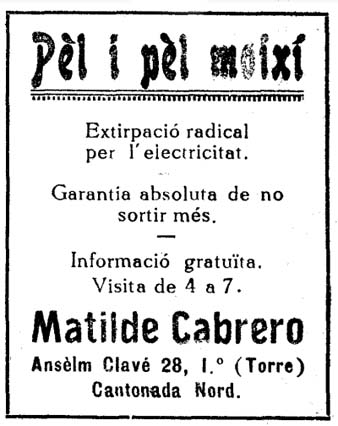 Pèl i pèl moixí
Extirpació radical
per l'electricitat.
Garantia absoluta de no
sortir més.
Informació gratuïta.
Visita de 4 a 7.
Matilde Cabrero
Ansèlm Clavé 28, 1.º (Torre)
Cantonada Nord.